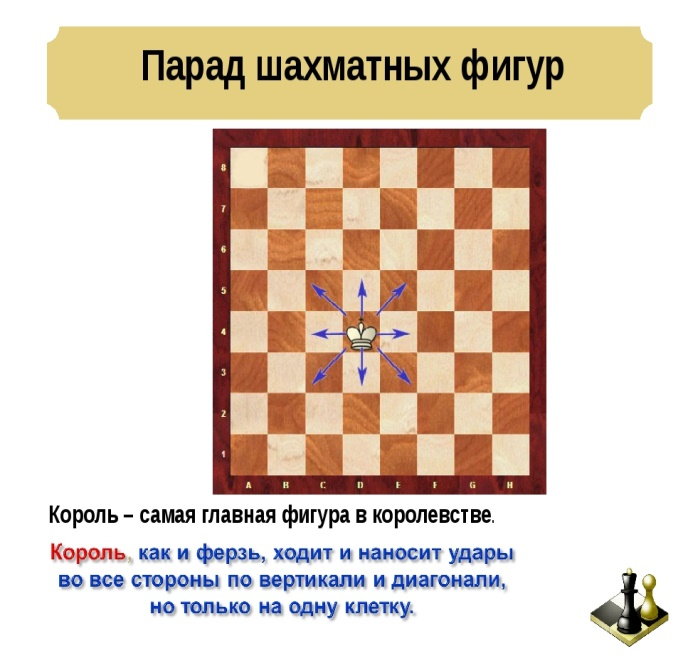 Парад шахматных фигур
8
7
6
5
4
3
2
1
A B C D E F G H
Король – самая главная фигура в королевстве.
Король, как и ферзь, ходит и наносит удары
во все стороны по вертикали и диагонали,
но только на одну клетку.